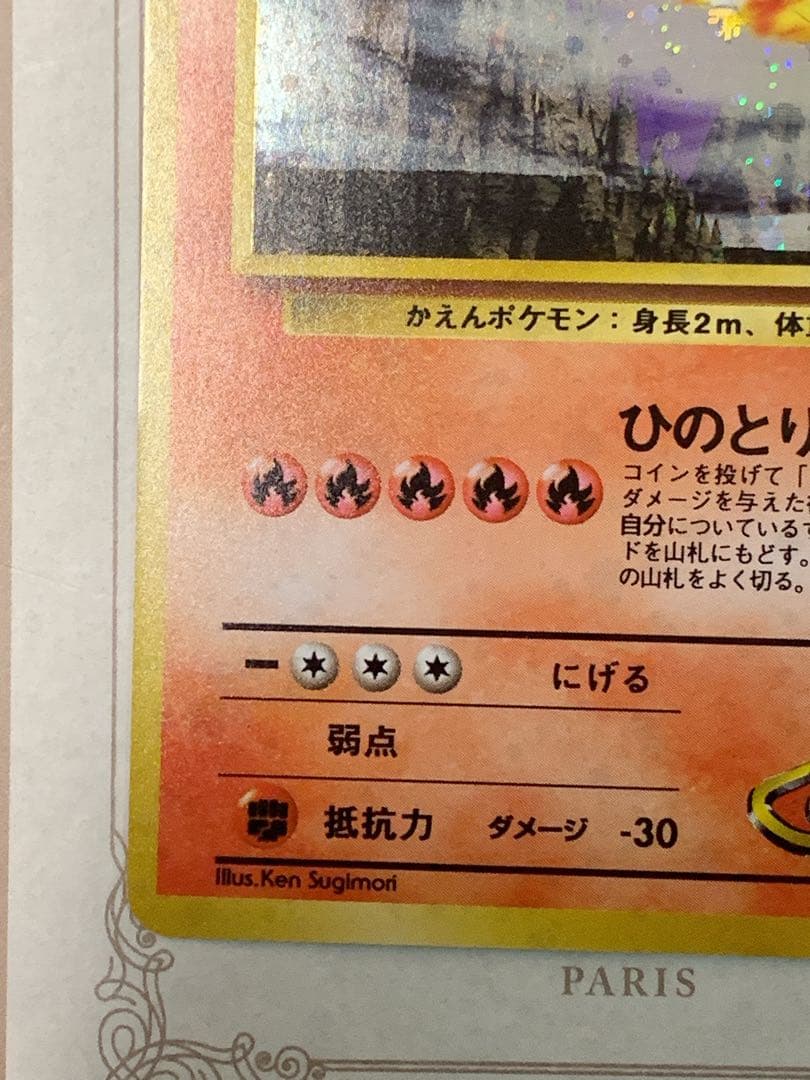 かえんポケモン：身長2m、体
ひのとり
コインを投げて「
ダメージを与えた
自分についているす
ドを山札にもどす。
の山札をよく切る。
にげる
弱点
抵抗力 ダメージ -30
Illus.Ken Sugimori
PARIS